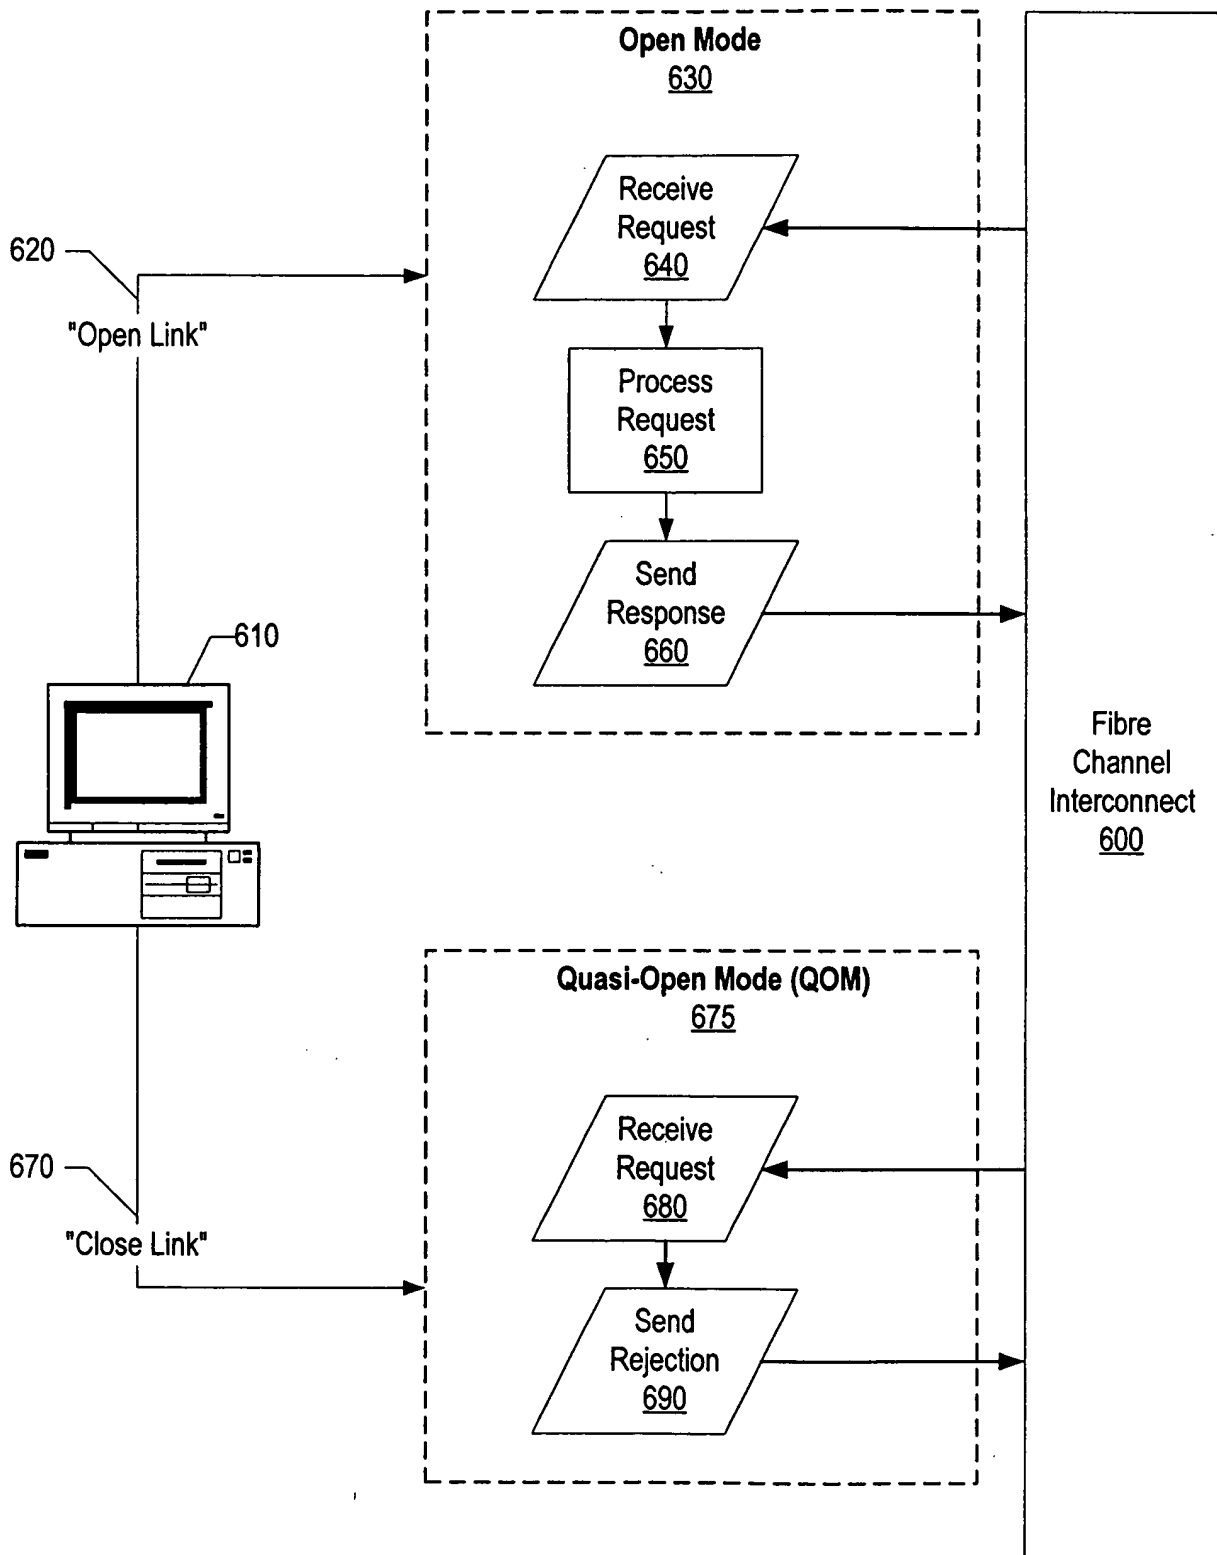 Open Mode
630
Receive
Request
640
620
"Open Link"
Process
Request
650
Send
Response
660
610
Fibre
Channel
Interconnect
600
Quasi-Open Mode (QOM)
675
Receive
Request
680
670
"Close Link"
Send
Rejection
690